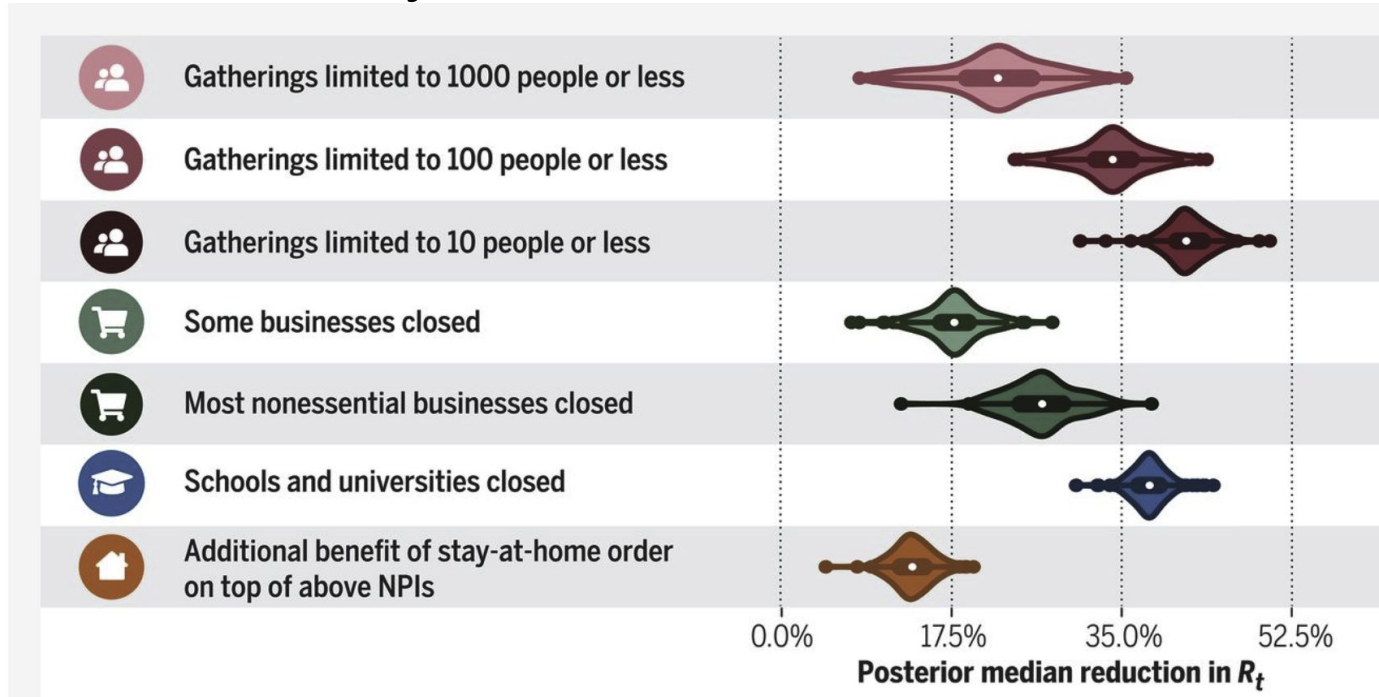 Gatherings limited to 1000 people or less
Gatherings limited to 100 people or less
Gatherings limited to 10 people or less
Some businesses closed
Most nonessential businesses closed
Schools and universities closed
Additional benefit of stay-at-home order
on top of above NPIs
0.0% 17.5% 35.0% 52.5%
Posterior median reduction in Rt